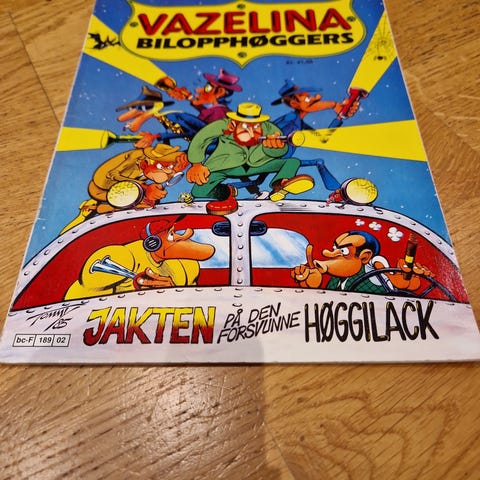 VAZELINA
BILOPPHØGGERS
JAKTEN PÅ DEN FORSVUNNE HØGGILACK
bc-F 189 02